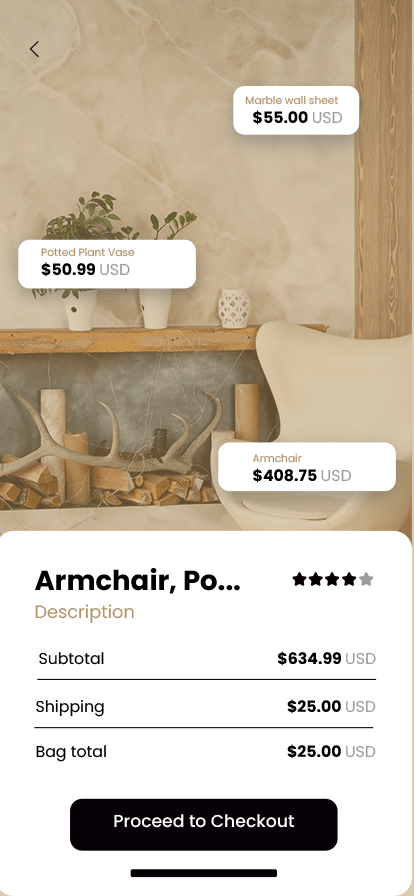 Marble wall sheet
$55.00 USD
Potted Plant Vase
$50.99 USD
Armchair
$408.75 USD
Armchair, Po...
Description
Subtotal $634.99 USD
Shipping $25.00 USD
Bag total $25.00 USD
Proceed to Checkout